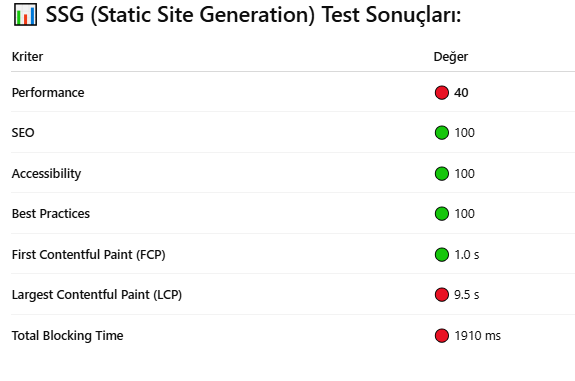 SSG (Static Site Generation) Test Sonuçları:
Kriter Değer
Performance 40
SEO 100
Accessibility 100
Best Practices 100
First Contentful Paint (FCP) 1.0 s
Largest Contentful Paint (LCP) 9.5 s
Total Blocking Time 1910 ms